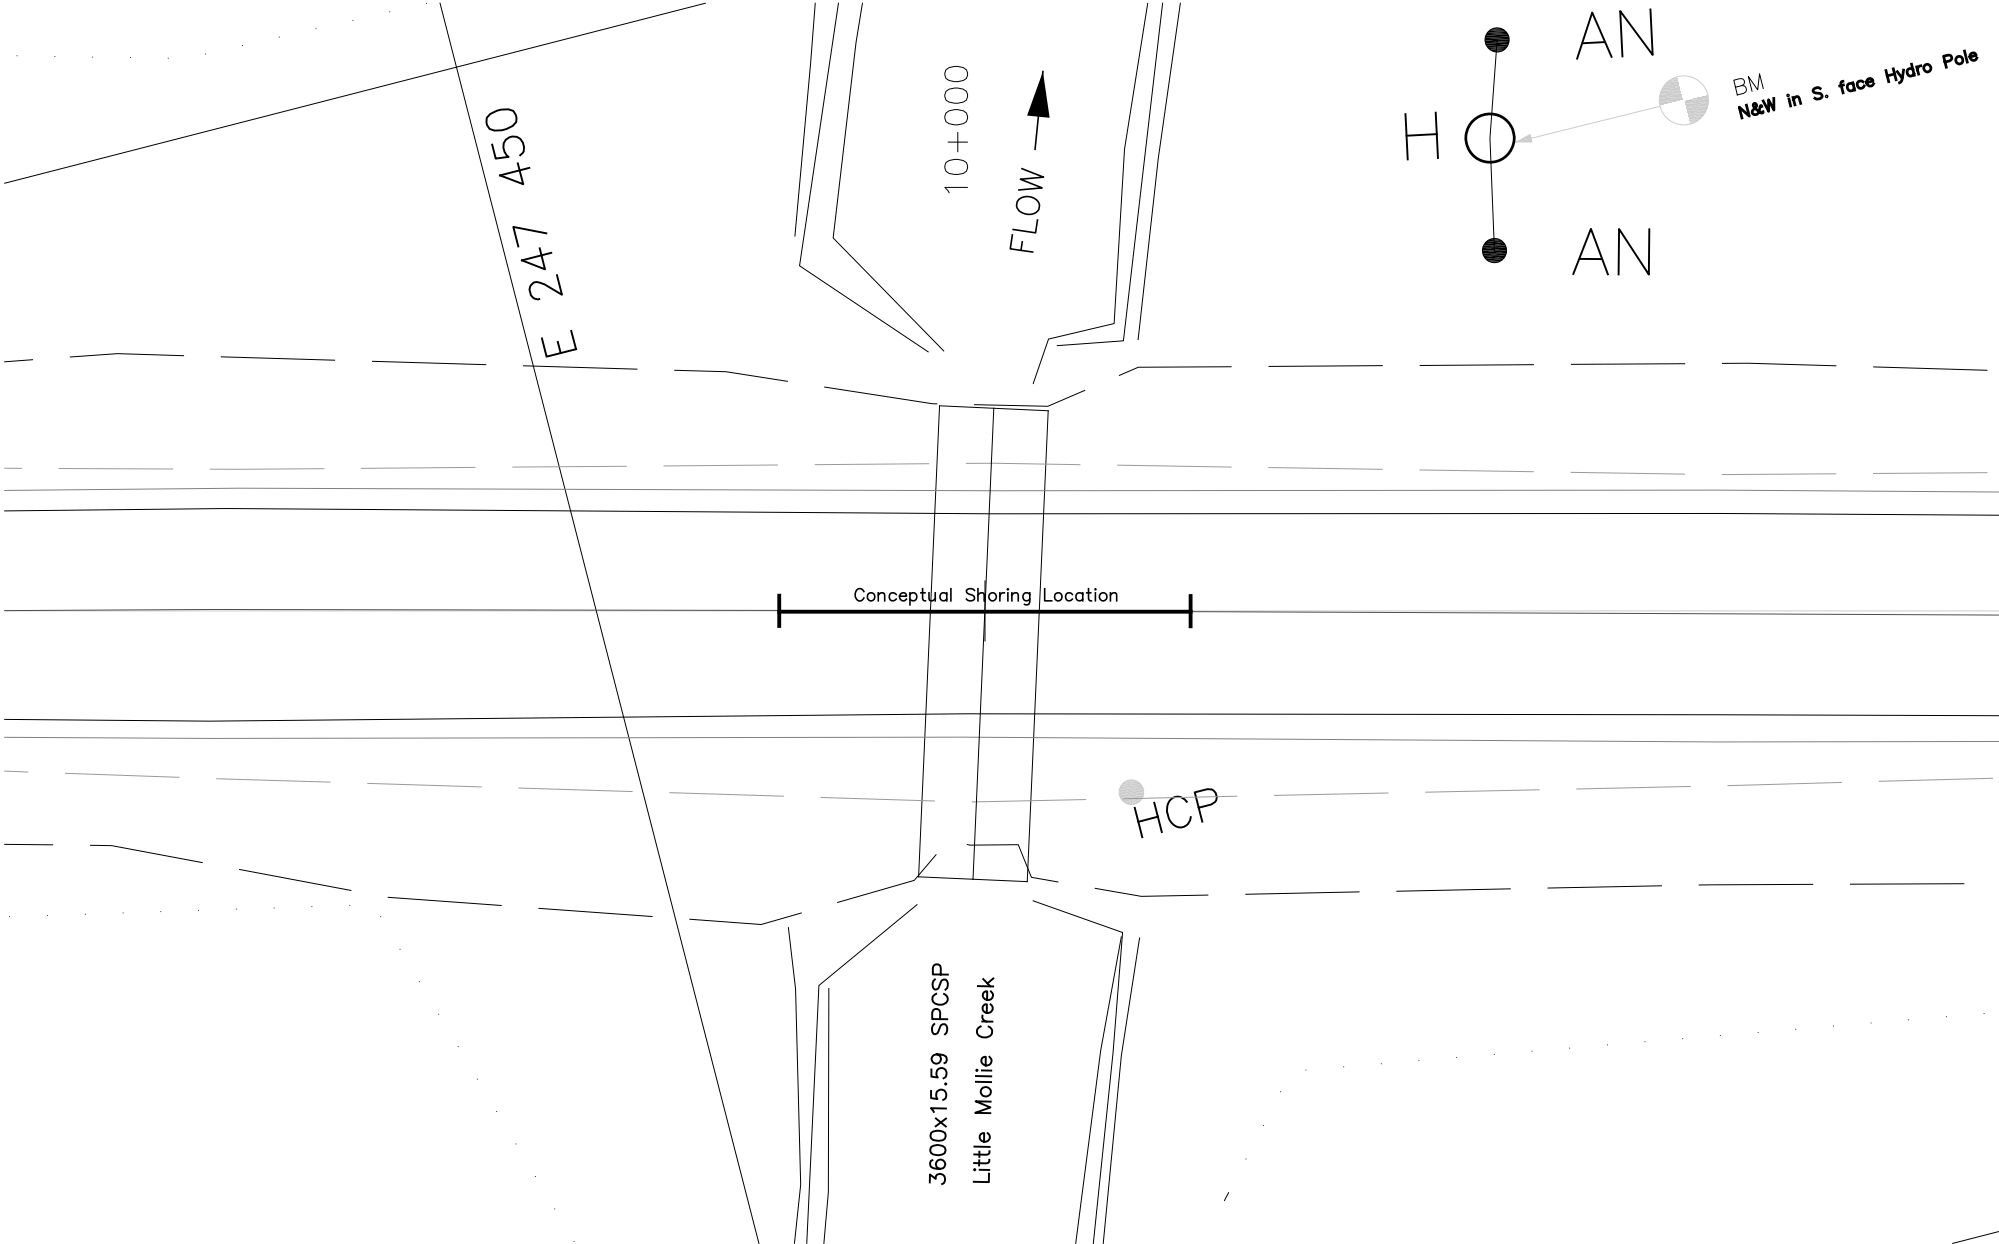 AN
BM
N&W in S. face Hydro Pole
H
AN
10+000
FLOW
E 247 450
Conceptual Shoring Location
HCP
3600x15.59 SPCSP
Little Mollie Creek